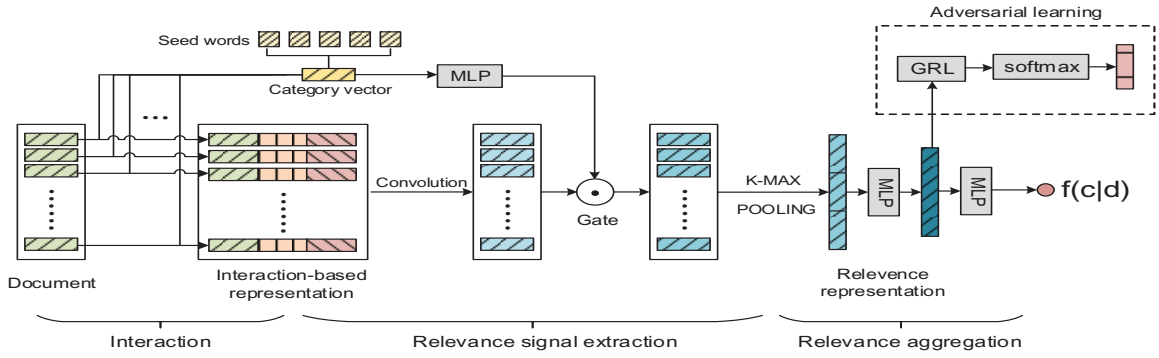 Adversarial learning
Seed words
GRL
softmax
MLP
Category vector
...
Convolution
K-MAX
POOLING
MLP
MLP
f(c|d)
Gate
Document
Interaction-based
representation
Relevence
representation
Interaction
Relevance signal extraction
Relevance aggregation